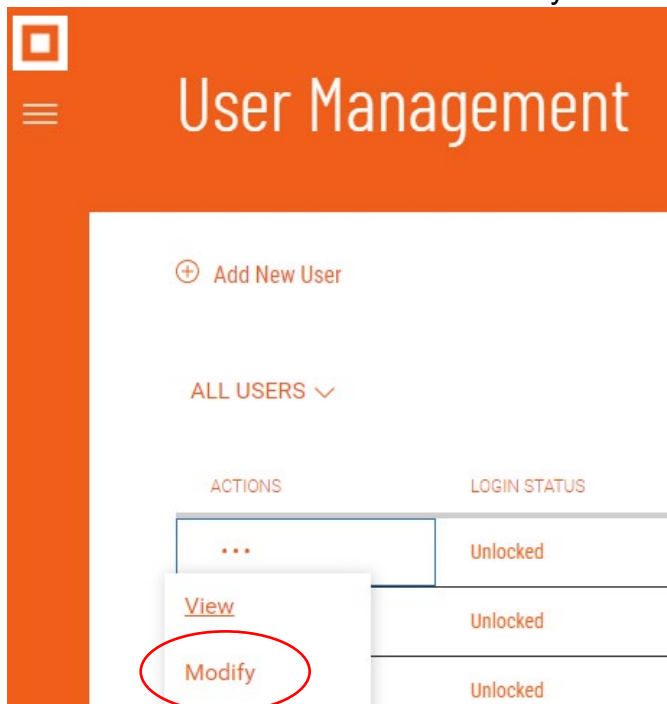 User Management
Add New User
ALL USERS
ACTIONS LOGIN STATUS
... Unlocked
View
Unlocked
Modify
Unlocked